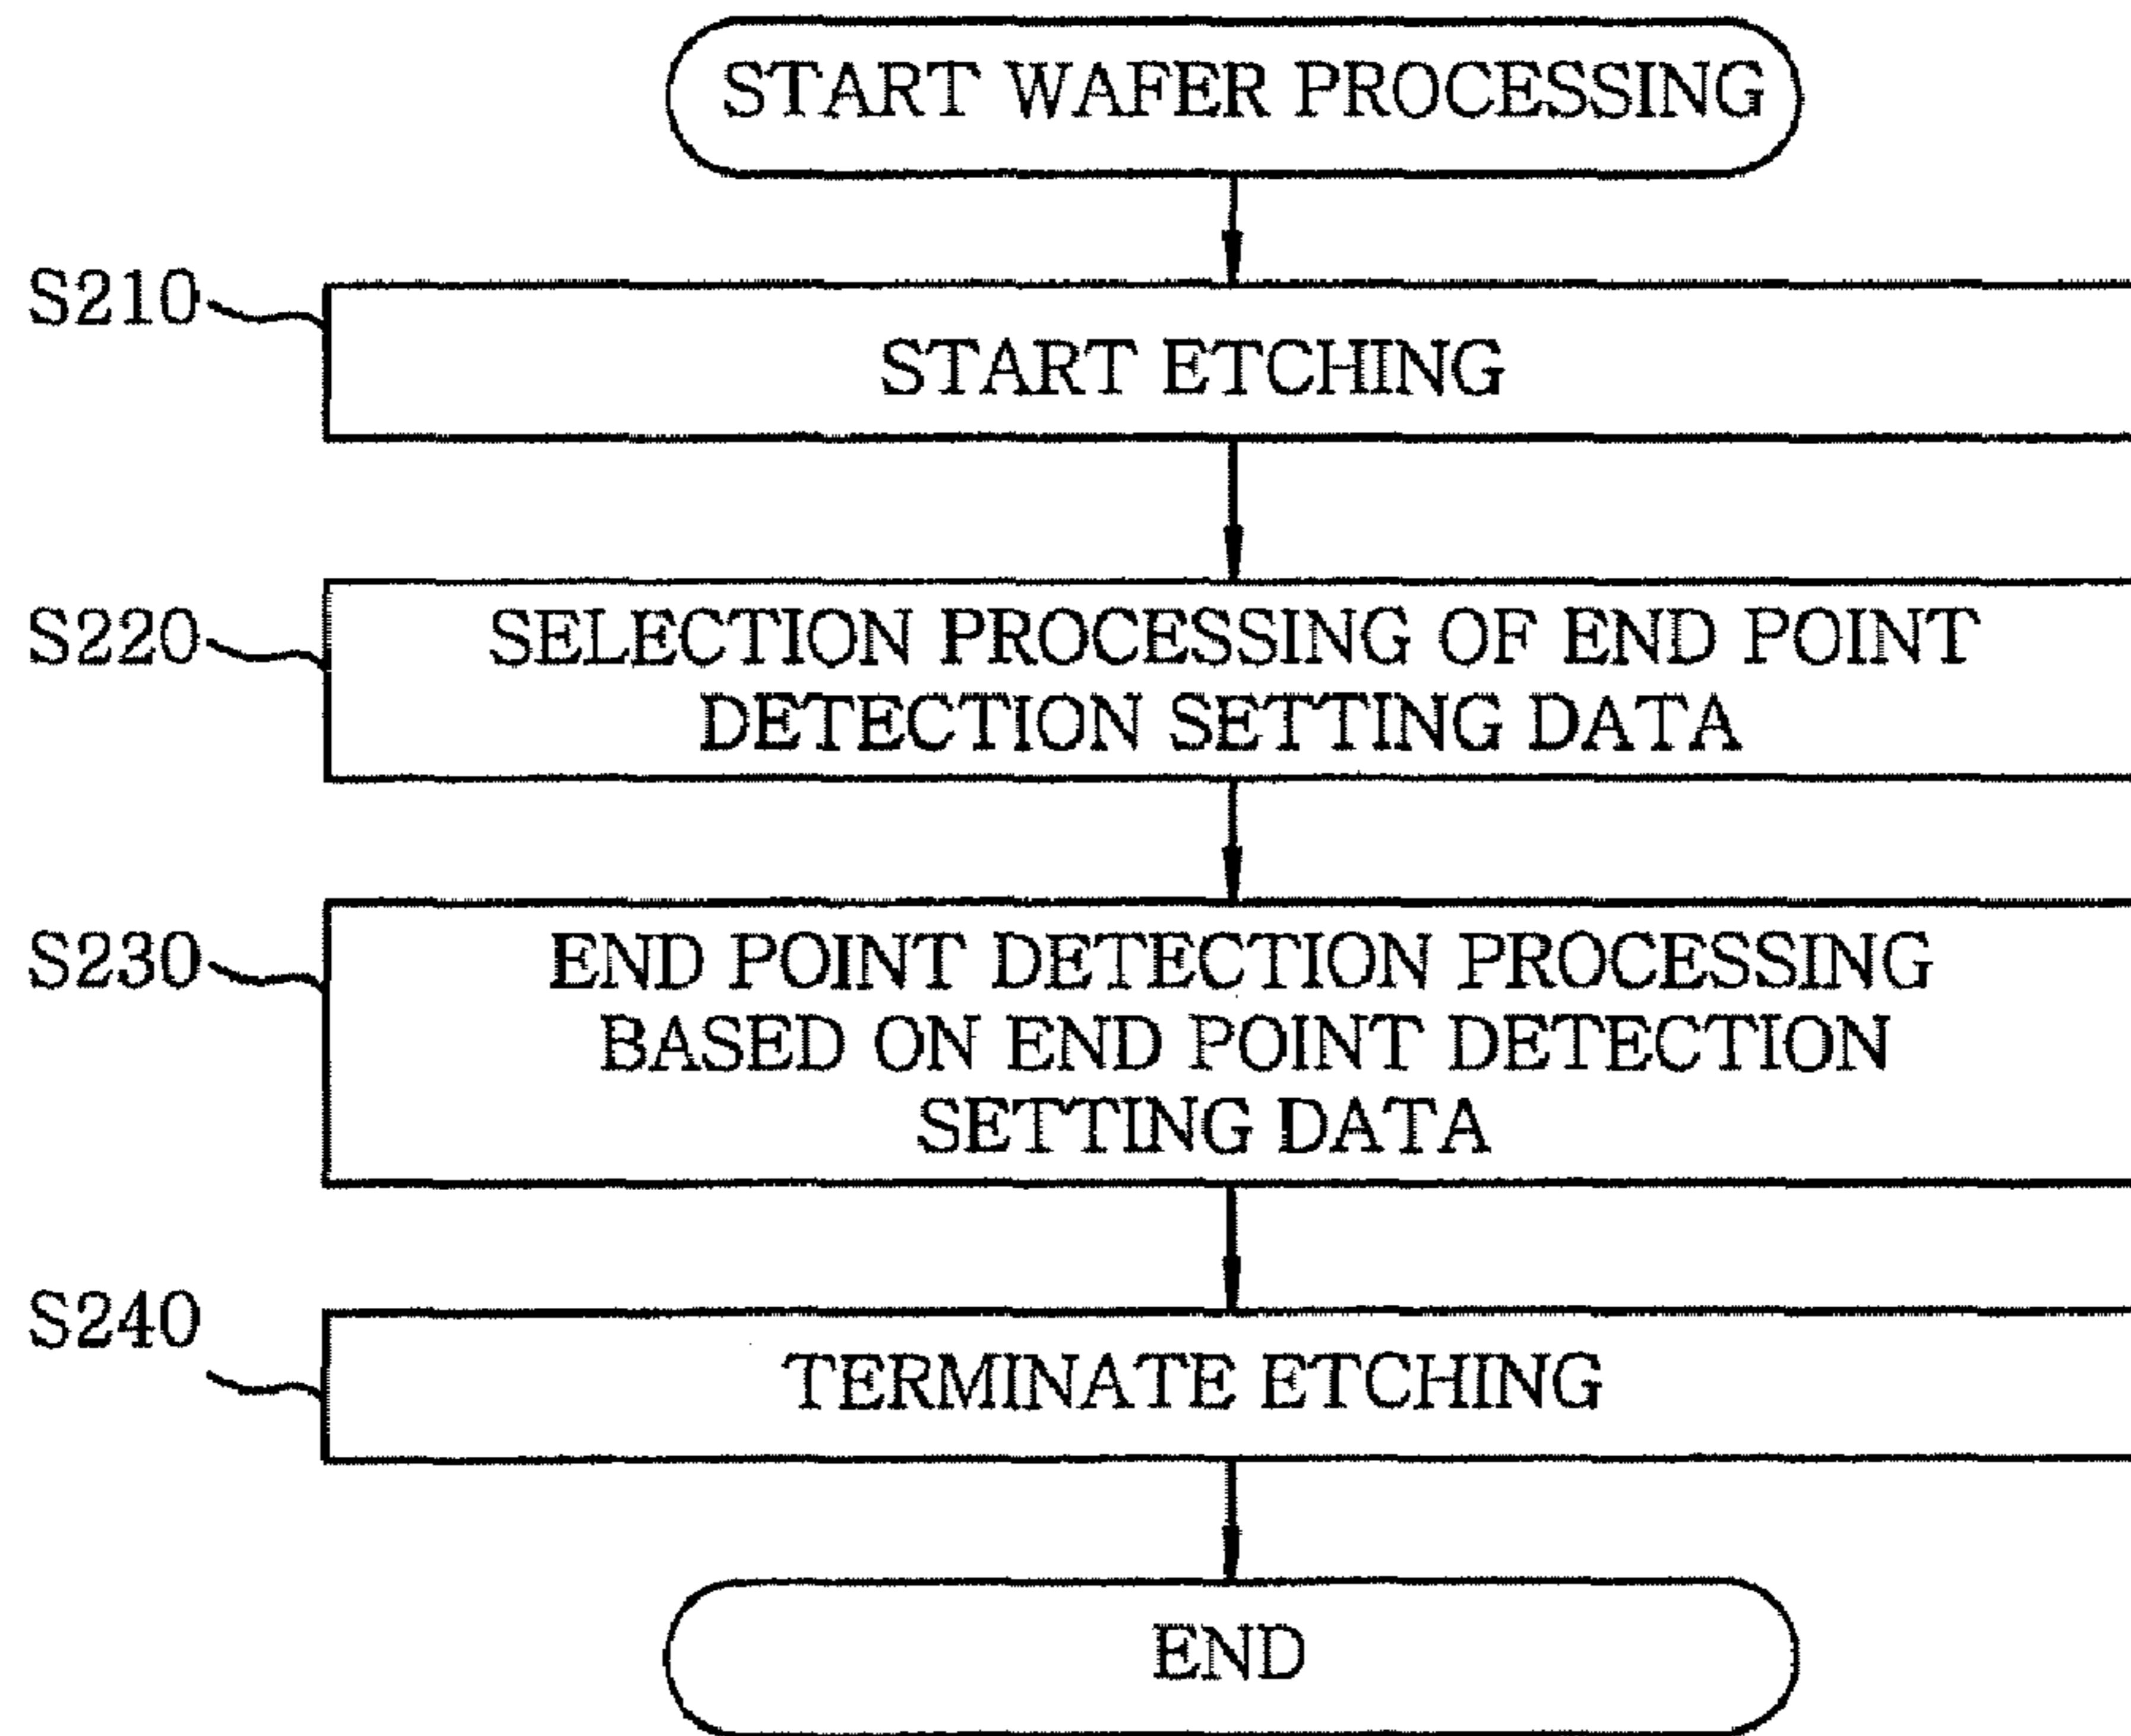 START WAFER PROCESSING
S210
START ETCHING
S220
SELECTION PROCESSING OF END POINT
DETECTION SETTING DATA
S230
END POINT DETECTION PROCESSING
BASED ON END POINT DETECTION
SETTING DATA
S240
TERMINATE ETCHING
END